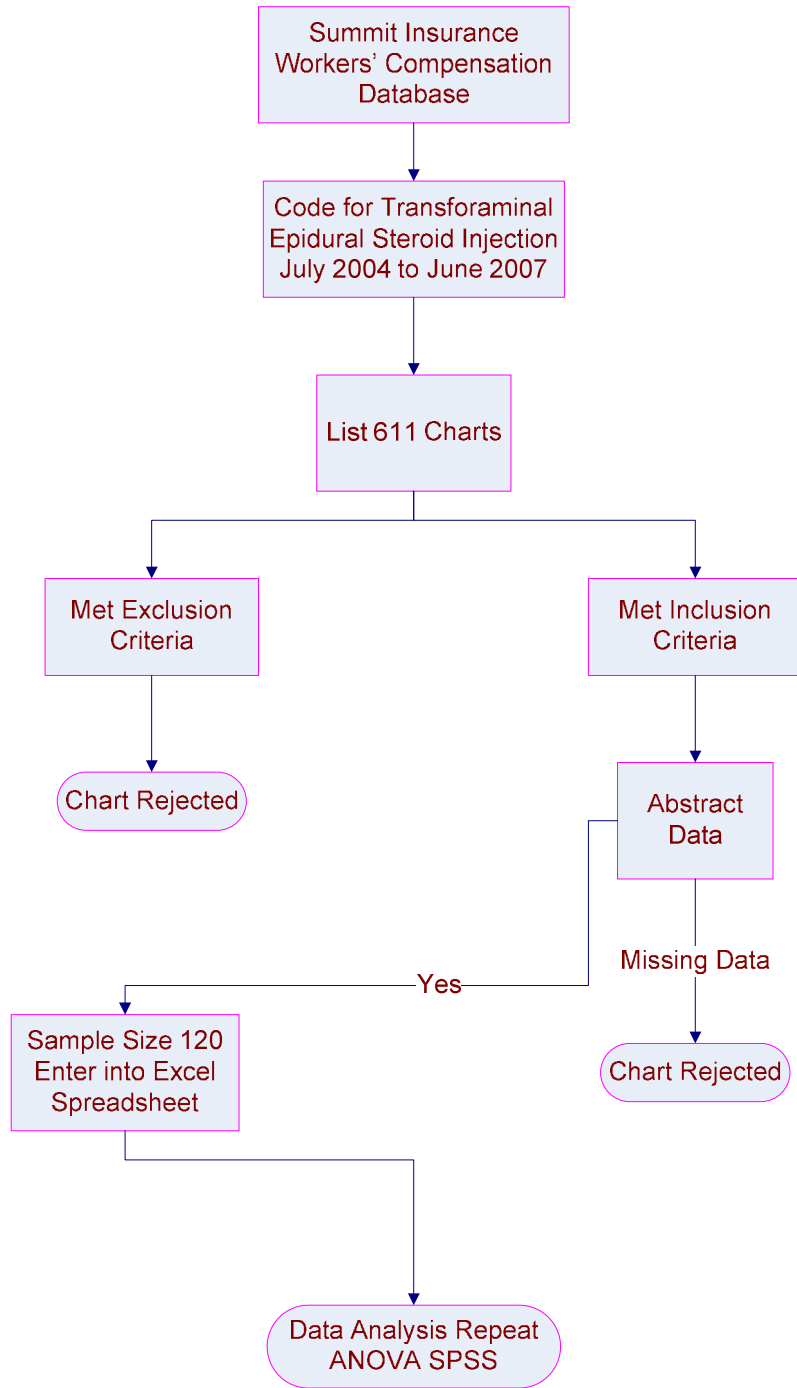 Summit Insurance
Workers' Compensation
Database
Code for Transforaminal
Epidural Steroid Injection
July 2004 to June 2007
List 611 Charts
Met Exclusion
Criteria
Met Inclusion
Criteria
Chart Rejected
Abstract
Data
Missing Data
Yes
Sample Size 120
Enter into Excel
Spreadsheet
Chart Rejected
Data Analysis Repeat
ANOVA SPSS